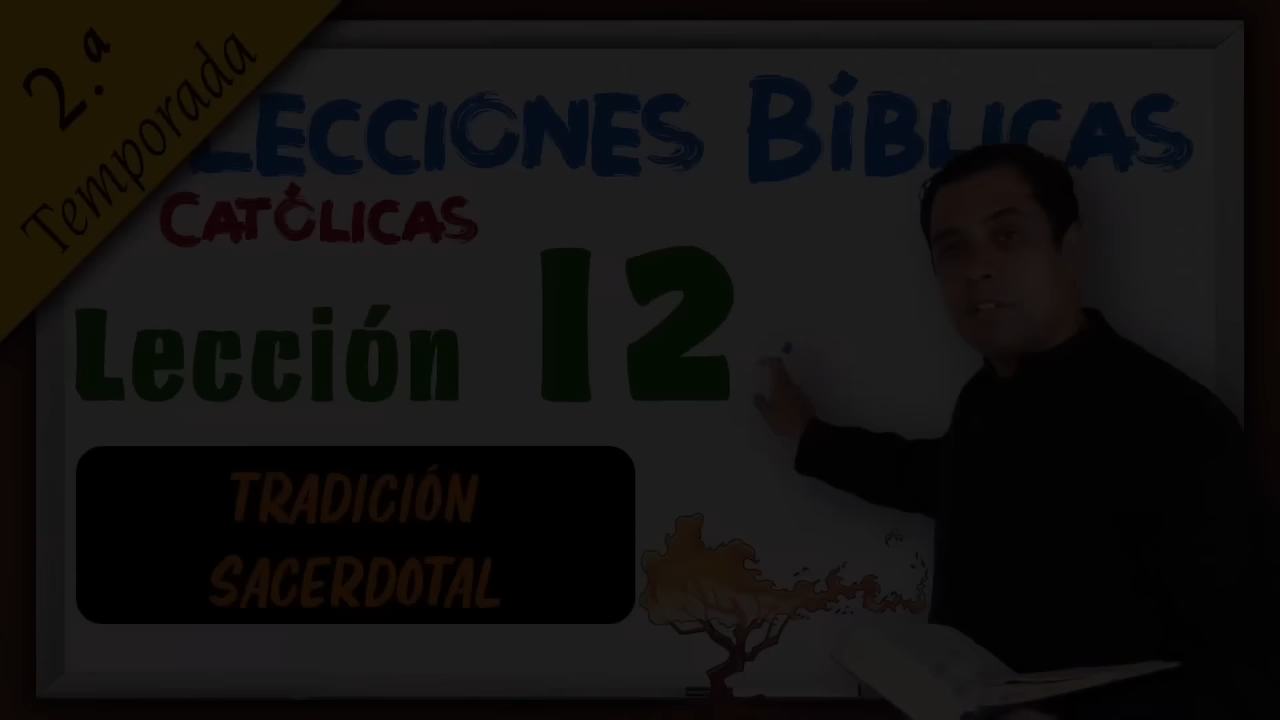 2.ª
Temporada
LECCIONES BíBLICAS
CATÓLICAS
Lección 12
TRADICIÓN
SACERDOTAL